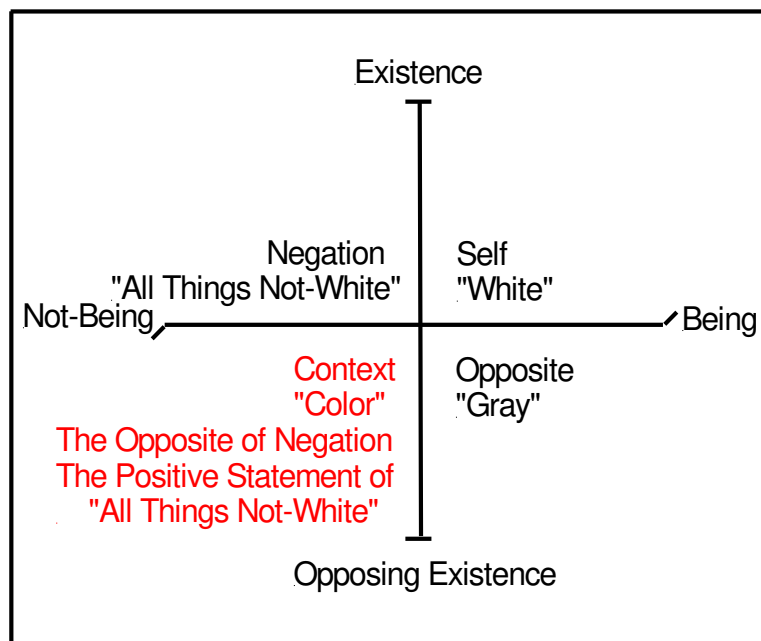 Existence
Negation
"All Things Not-White"
Self
"White"
Not-Being
Being
Context
"Color"
The Opposite of Negation
The Positive Statement of
"All Things Not-White"
Opposite
"Gray"
Opposing Existence